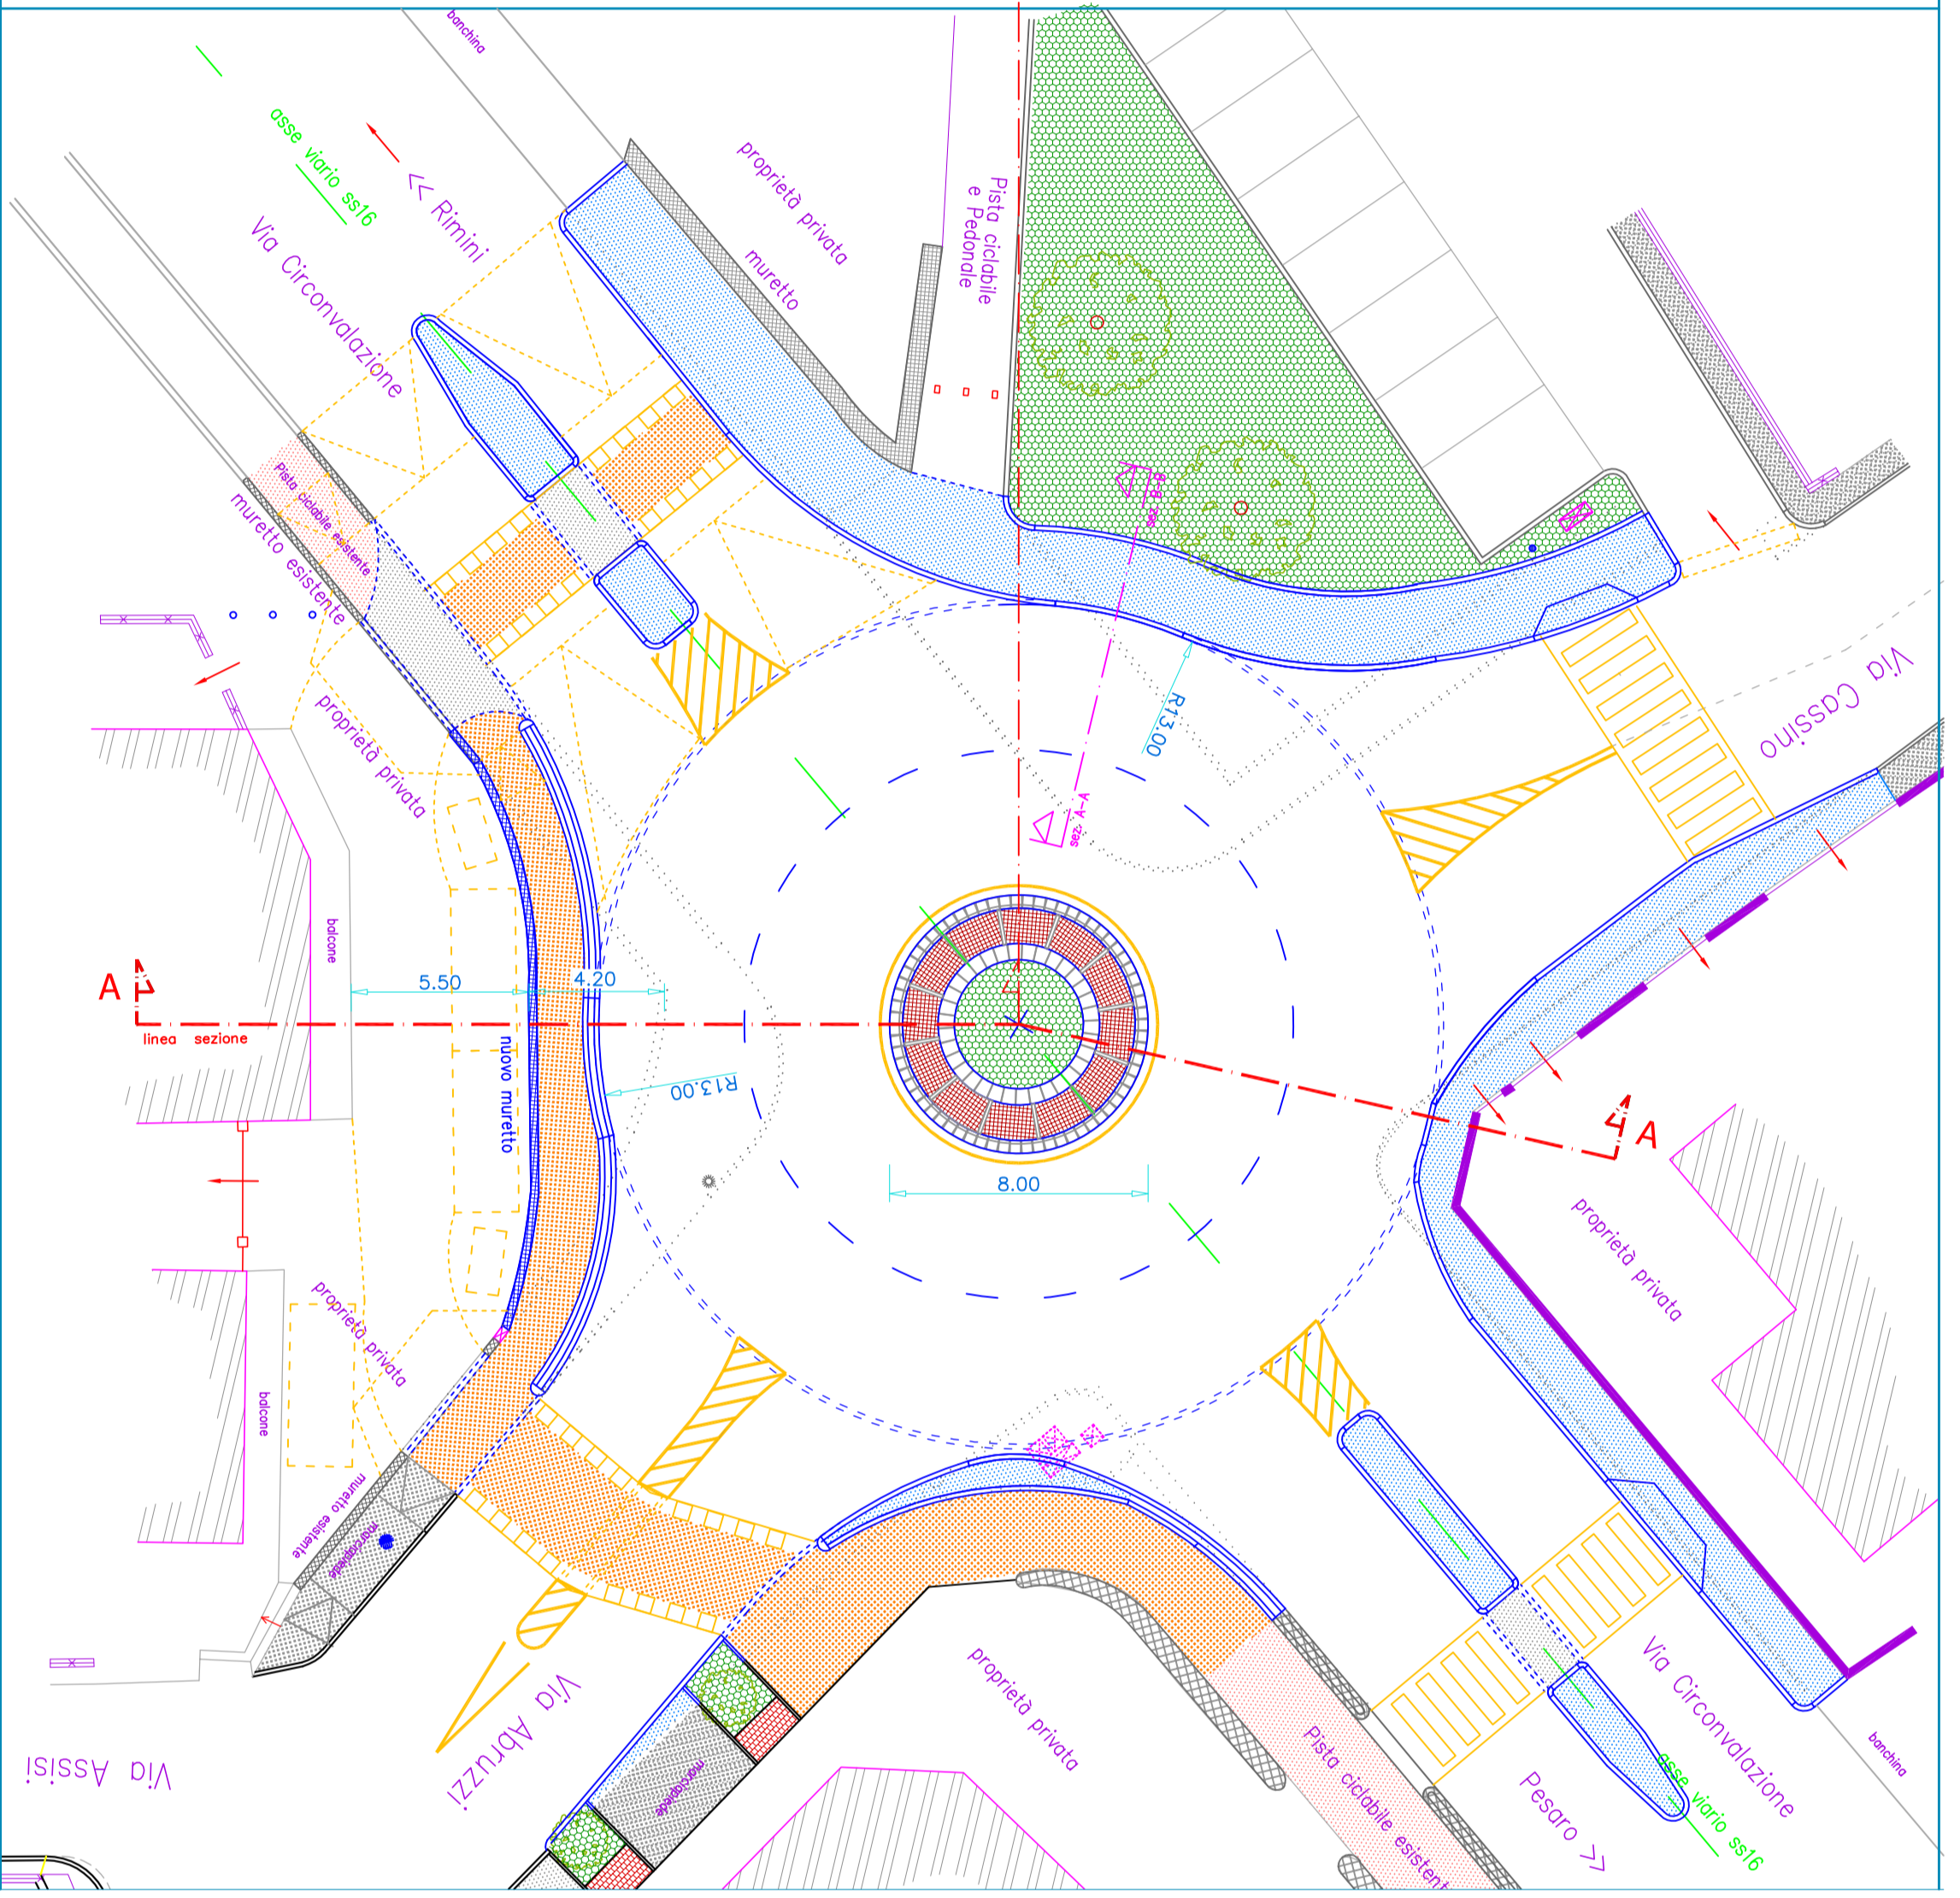 banchina
asse viario ss16
<< Rimini
Via Circonvalazione
proprietà privata
muretto
Pista ciclabile
e Pedonale
Pista ciclabile esistente
muretto esistente
sez B-B
proprietà privata
R13.00
Via Cassino
sez A-A
balcone
A
5.50
4.20
linea sezione
nuovo muretto
R13.00
8.00
A
proprietà privata
proprietà privata
balcone
muretto esistente
marciapiede
Via Assisi
Via Abruzzi
marciapiede
proprietà privata
Pista ciclabile esistent
Pesaro >>
Via Circonvalazione
asse viario ss16
banchina